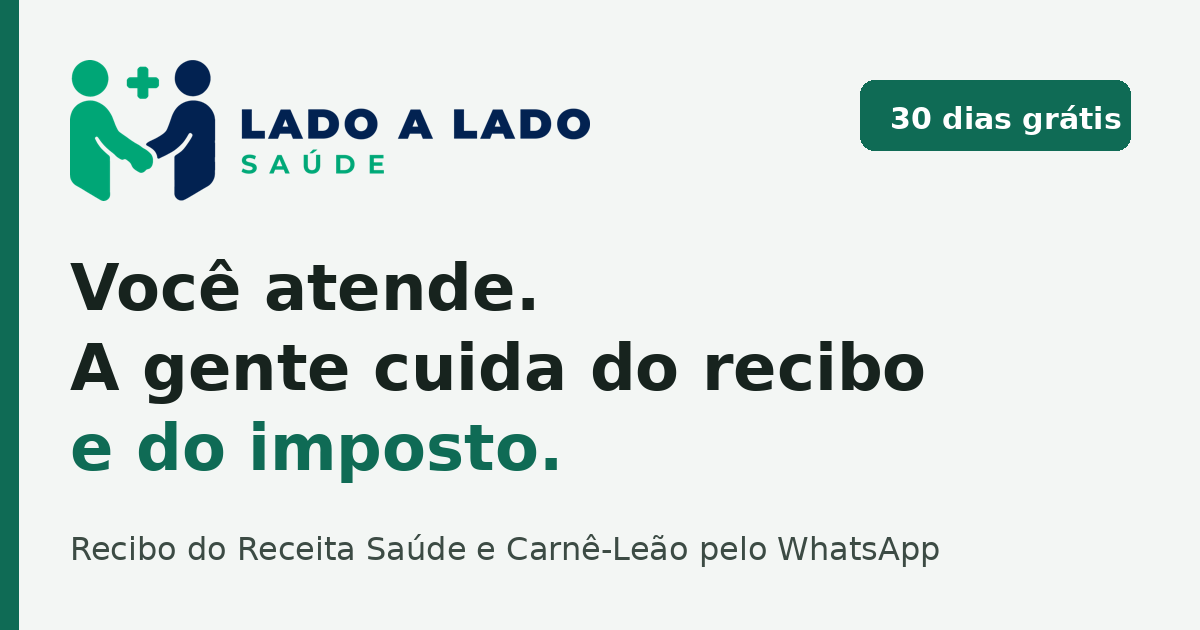 LADO A LADO
SAÚDE
30 dias grátis
Você atende.
A gente cuida do recibo
e do imposto.
Recibo do Receita Saúde e Carnê-Leão pelo WhatsApp